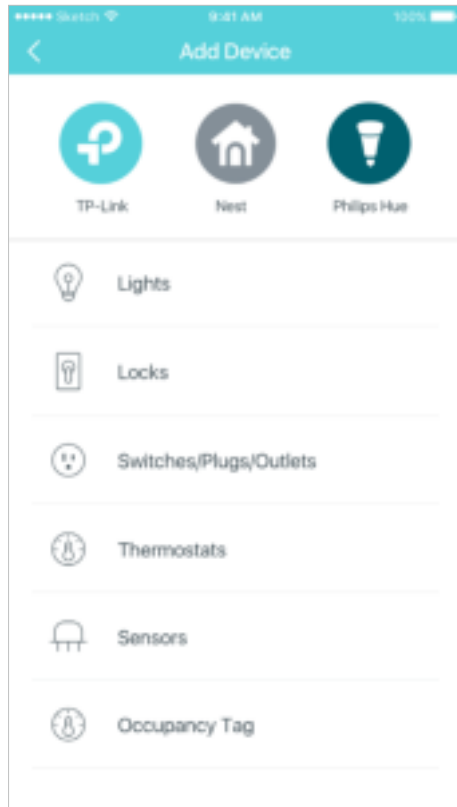 Sketch 9:41 AM 100%
Add Device
TP-Link Nest Philips Hue
Lights
Locks
Switches/Plugs/Outlets
Thermostats
Sensors
Occupancy Tag